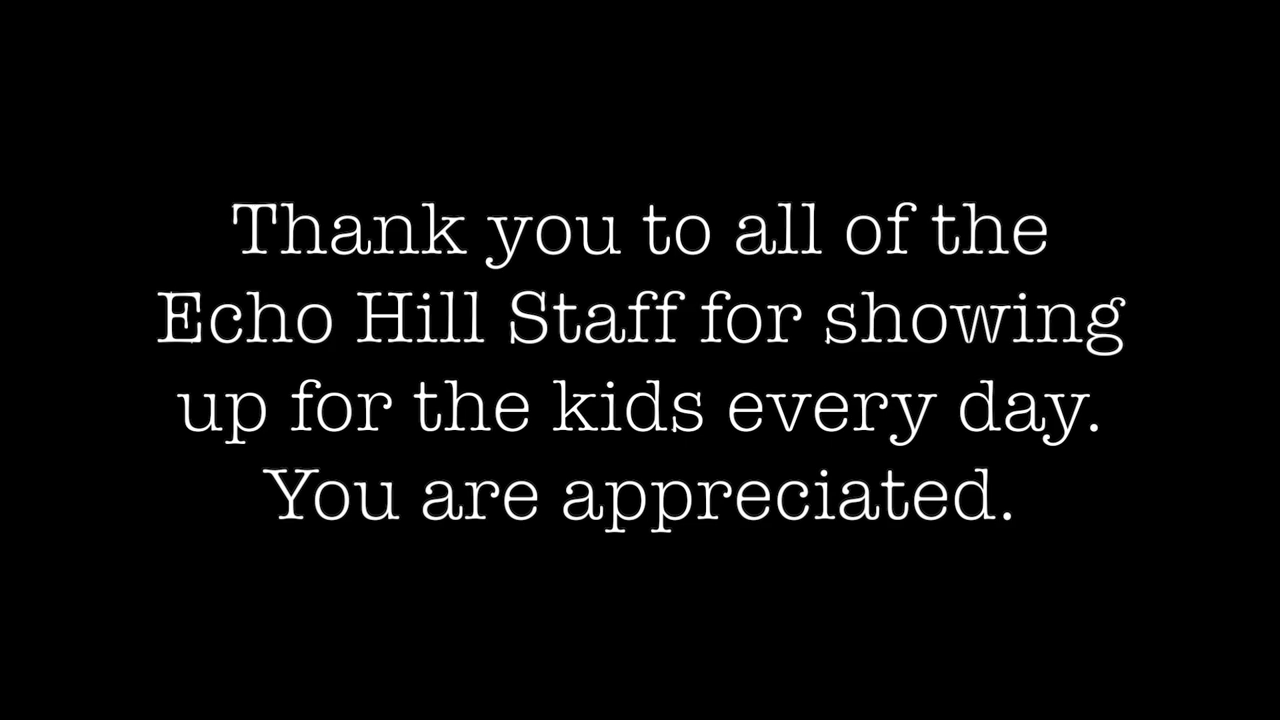 Thank you to all of the
Echo Hill Staff for showing
up for the kids every day.
You are appreciated.